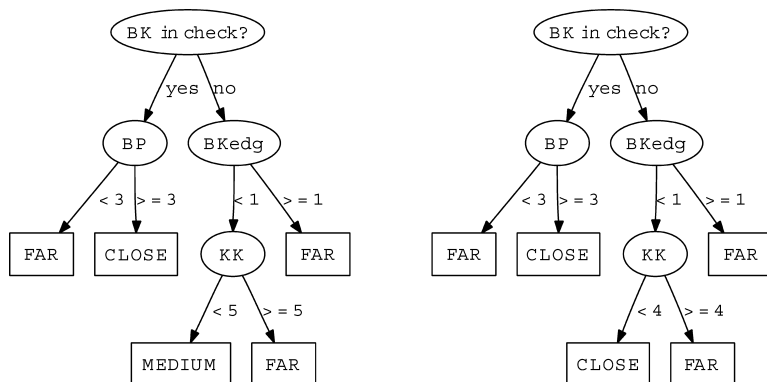 BK in check?
BK in check?
yes no
yes no
BP BKedg
BP BKedg
< 3 >= 3 < 1 >= 1
< 3 >= 3 < 1 >= 1
FAR CLOSE KK FAR
FAR CLOSE KK FAR
< 5 >= 5
< 4 >= 4
MEDIUM FAR
CLOSE FAR